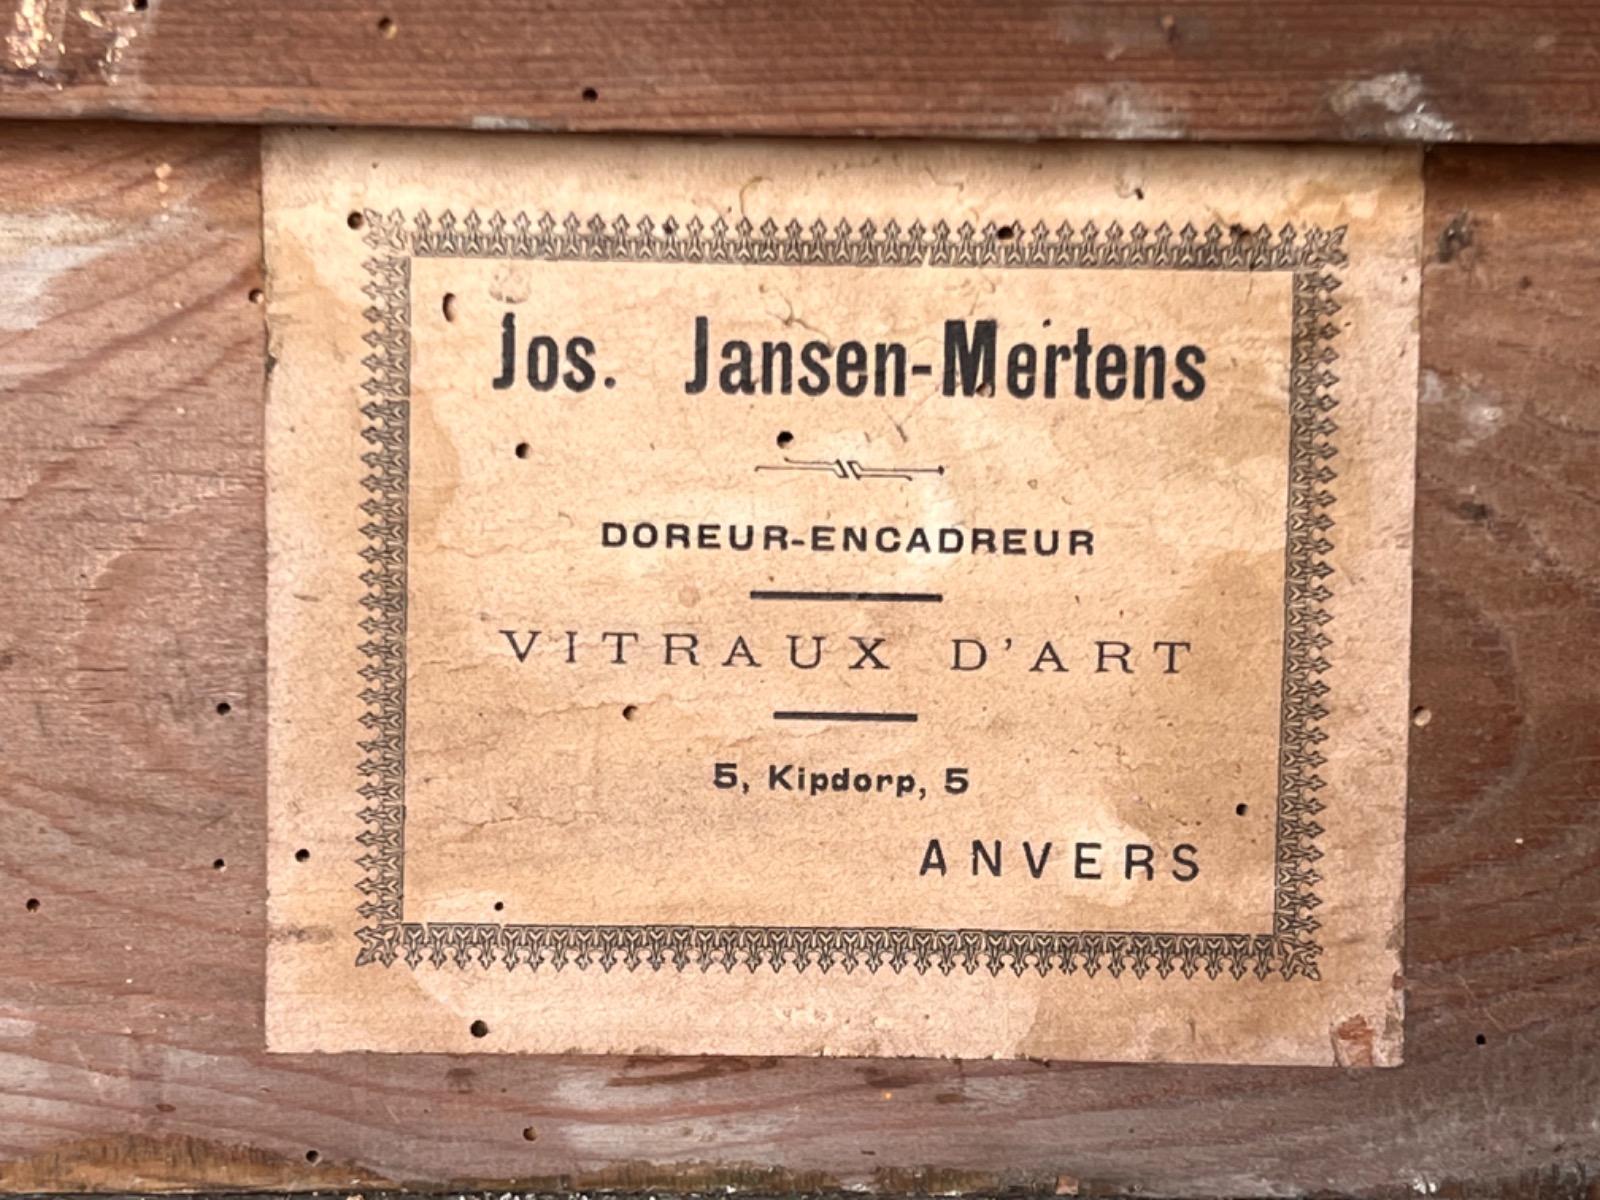 Jos. Jansen-Mertens
DOREUR-ENCADREUR
VITRAUX D'ART
5, Kipdorp, 5
ANVERS